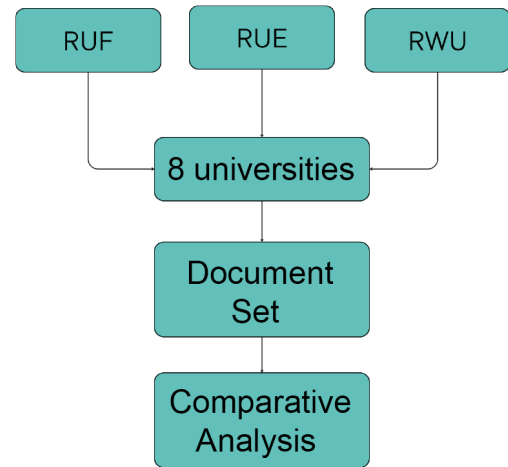 RUF
RUE
RWU
8 universities
Document
Set
Comparative
Analysis